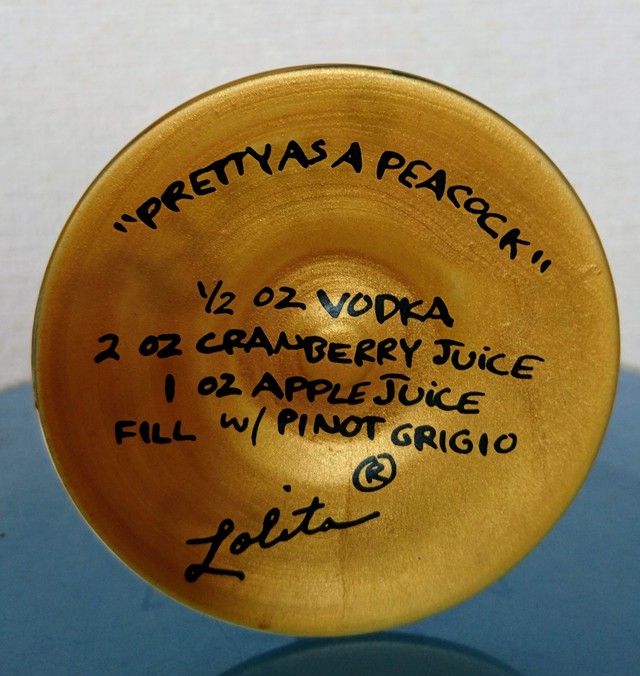 "PRETTY AS A PEACOCK"
1/2 OZ VODKA
2 OZ CRANBERRY JUICE
1 OZ APPLE JUICE
FILL W/ PINOT GRIGIO
®
Lolita